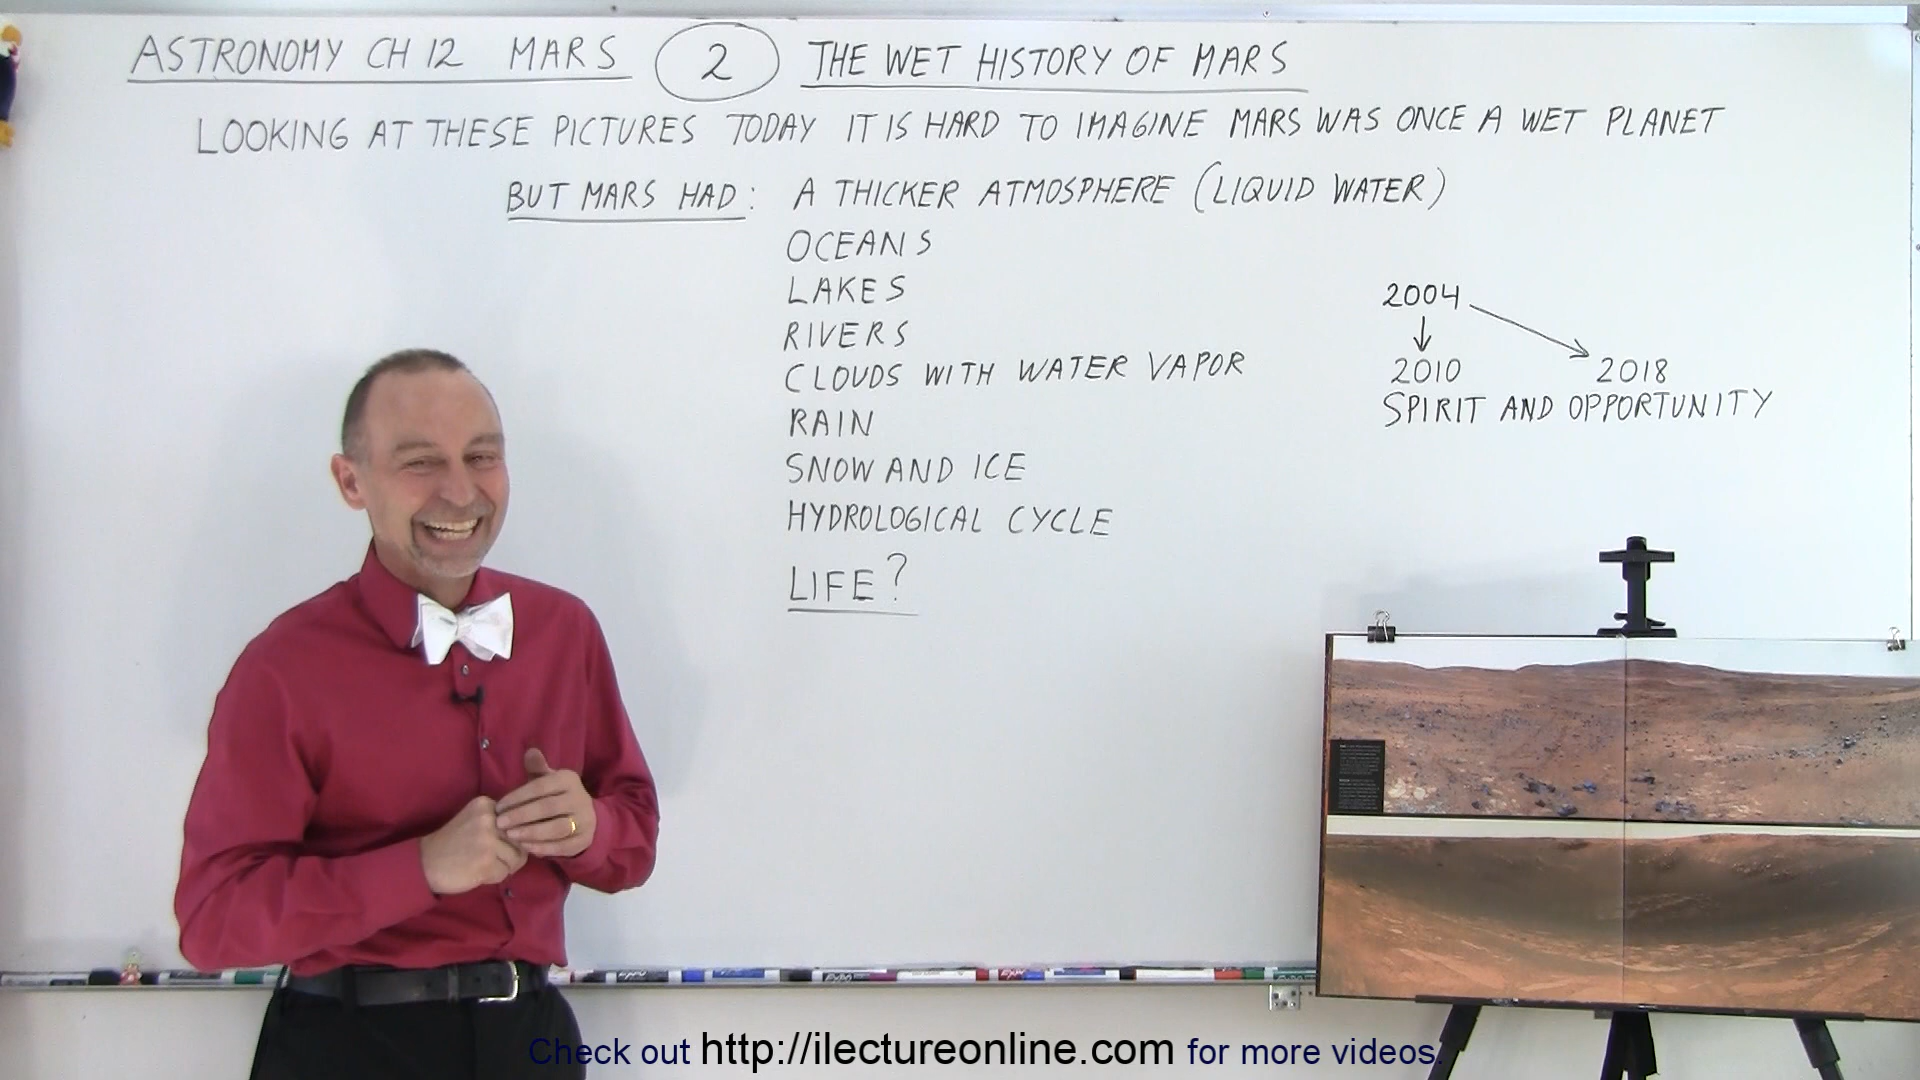 ASTRONOMY CH 12 MARS 2 THE WET HISTORY OF MARS
LOOKING AT THESE PICTURES TODAY IT IS HARD TO IMAGINE MARS WAS ONCE A WET PLANET
BUT MARS HAD: A THICKER ATMOSPHERE (LIQUID WATER)
OCEANS
LAKES
RIVERS
CLOUDS WITH WATER VAPOR
RAIN
SNOW AND ICE
HYDROLOGICAL CYCLE
LIFE?
2004
2010 2018
SPIRIT AND OPPORTUNITY
EXPO
Check out http://ilectureonline.com for more videos.